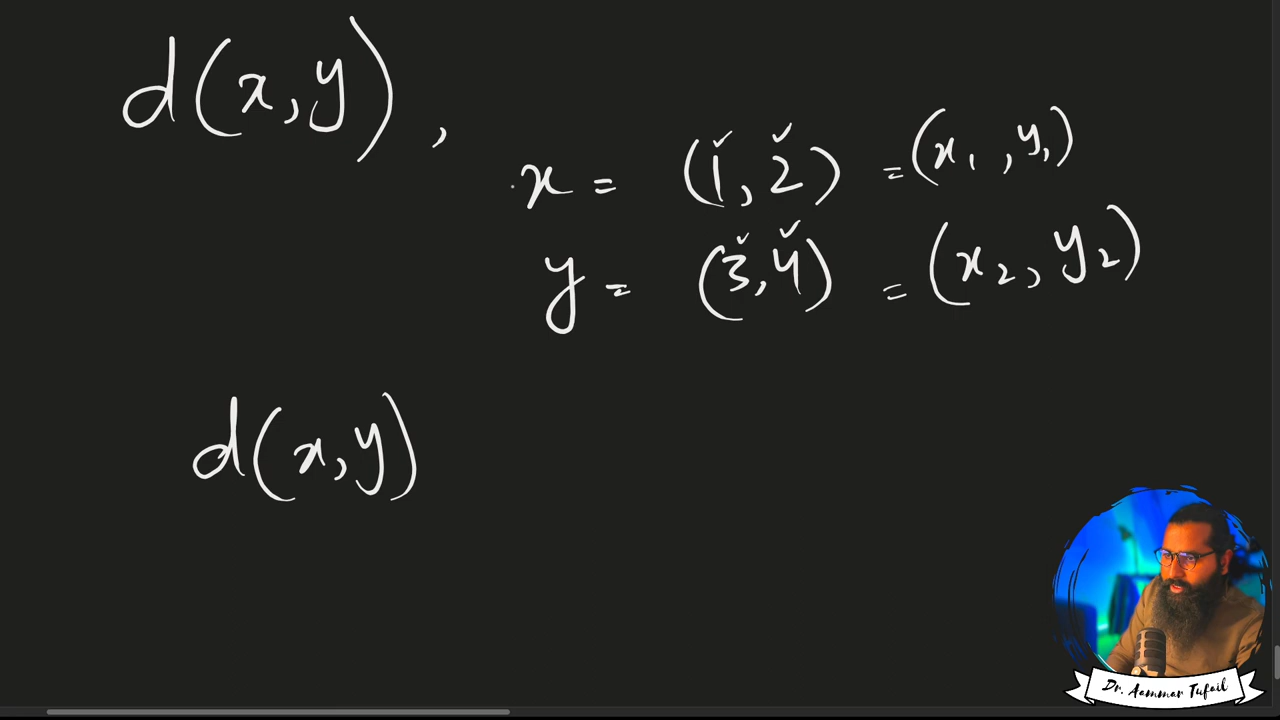 d(x,y) ,
x = (1, 2) = (x₁, y₁)
y = (3, 4) = (x₂, y₂)
d(x,y)
Dr. Aammar Tufail